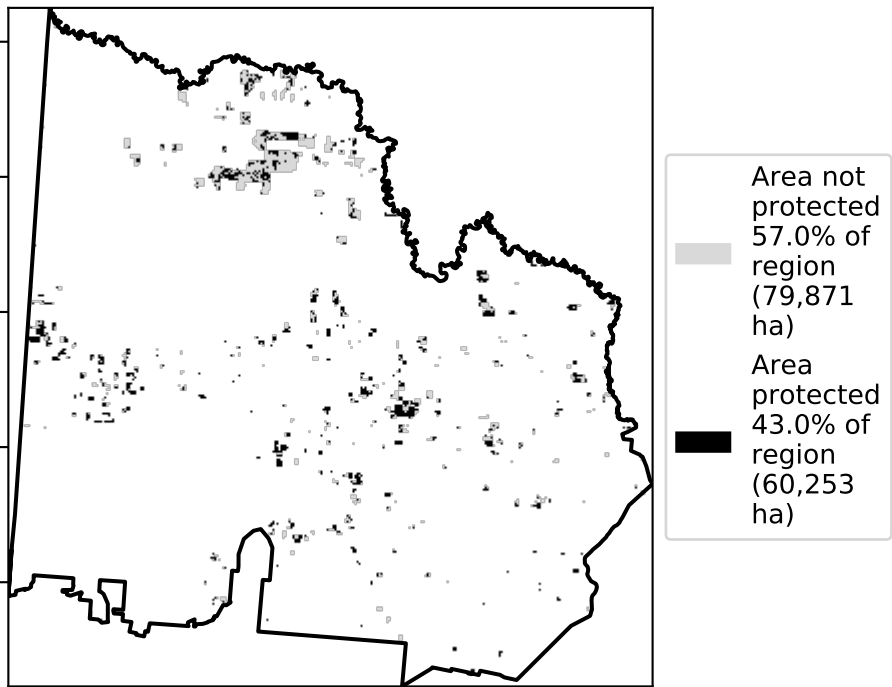 Area not
protected
57.0% of
region
(79,871
ha)
Area
protected
43.0% of
region
(60,253
ha)